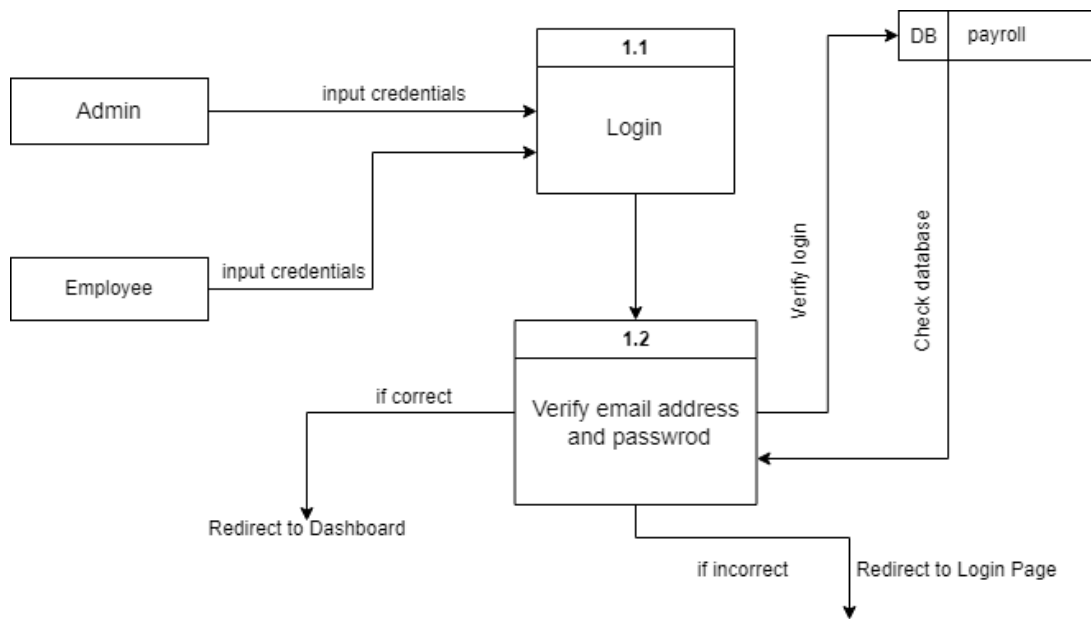 1.1
DB
payroll
Admin
input credentials
Login
Employee
input credentials
Verify login
Check database
1.2
if correct
Verify email address
and passwrod
Redirect to Dashboard
if incorrect
Redirect to Login Page